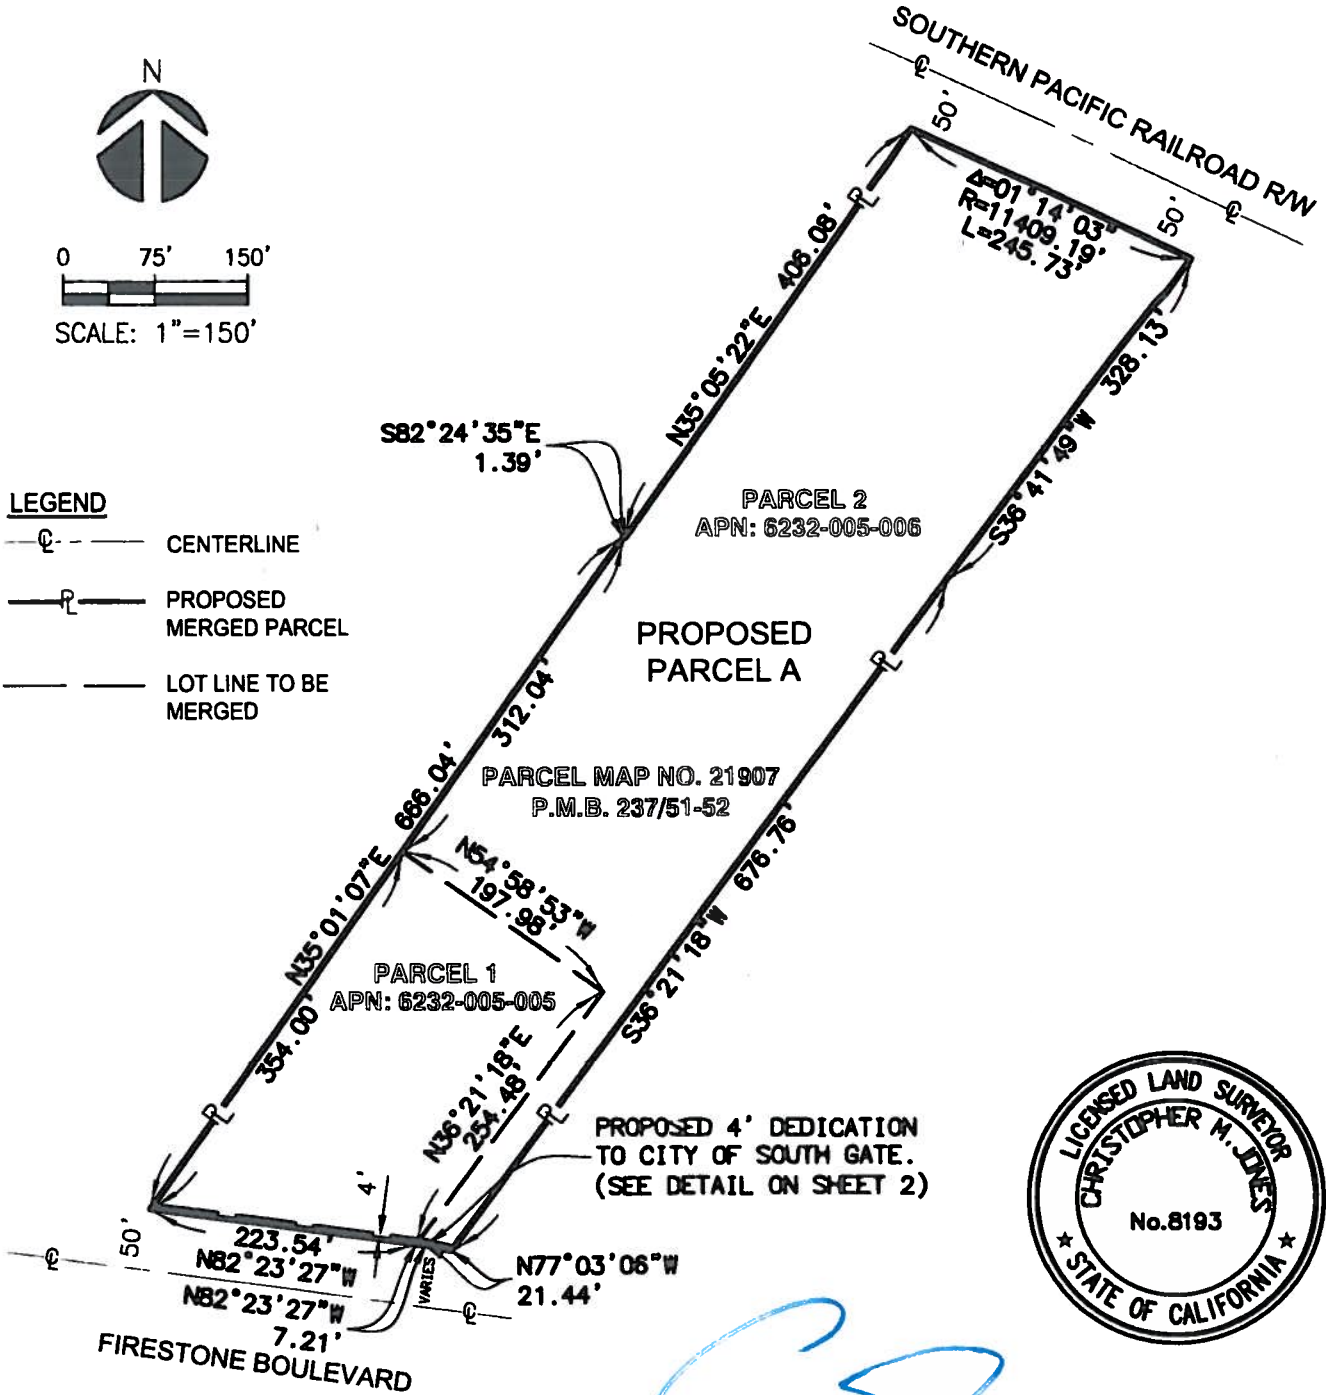 SOUTHERN PACIFIC RAILROAD R/W
℄
℄
50'
50'
N
0 75' 150'
SCALE: 1"=150'
Δ=01°14'03"
R=11409.19'
L=245.73'
N35°05'22"E 406.08'
S36°41'49"W 328.13'
S82°24'35"E
1.39'
LEGEND
℄ CENTERLINE
PL PROPOSED
MERGED PARCEL
LOT LINE TO BE
MERGED
PL
PARCEL 2
APN: 6232-005-006
PROPOSED
PARCEL A
PL
PARCEL MAP NO. 21907
P.M.B. 237/51-52
312.04'
N35°01'07"E 666.04'
354.00'
S36°21'18"W 676.76'
N54°58'53"W
197.98'
PARCEL 1
APN: 6232-005-005
N36°21'18"E
254.48'
PL
PL
PROPOSED 4' DEDICATION
TO CITY OF SOUTH GATE.
(SEE DETAIL ON SHEET 2)
4'
50'
223.54'
N82°23'27"W
N82°23'27"W
7.21'
VARIES
N77°03'06"W
21.44'
℄
℄
FIRESTONE BOULEVARD
LICENSED LAND SURVEYOR
CHRISTOPHER M. JONES
No.8193
STATE OF CALIFORNIA